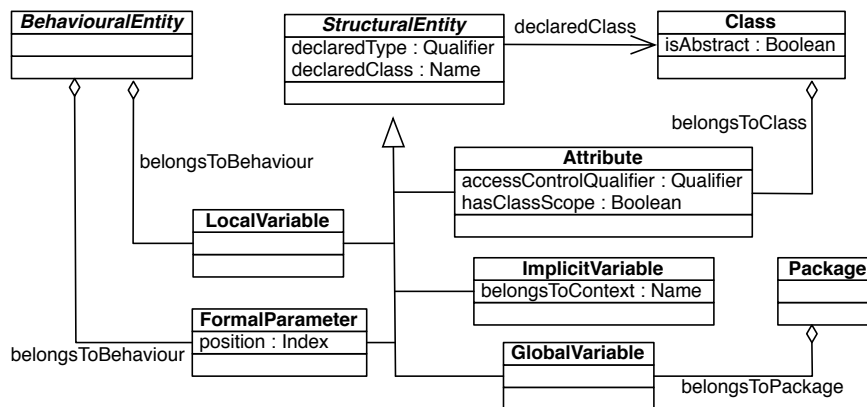 BehaviouralEntity
StructuralEntity
declaredType : Qualifier
declaredClass : Name
declaredClass
Class
isAbstract : Boolean
belongsToClass
belongsToBehaviour
Attribute
accessControlQualifier : Qualifier
hasClassScope : Boolean
LocalVariable
ImplicitVariable
belongsToContext : Name
Package
FormalParameter
position : Index
belongsToBehaviour
GlobalVariable
belongsToPackage